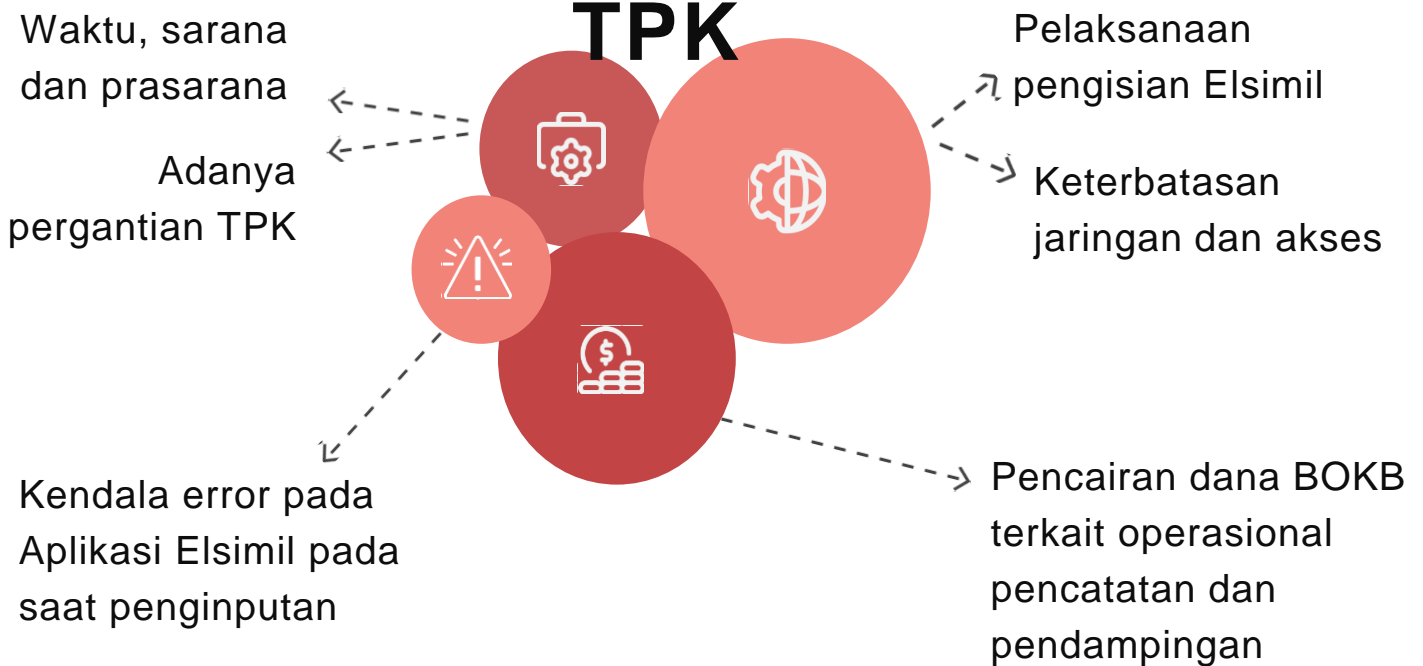 TPK
Waktu, sarana
dan prasarana
Adanya
pergantian TPK
Pelaksanaan
pengisian Elsimil
Keterbatasan
jaringan dan akses
Kendala error pada
Aplikasi Elsimil pada
saat penginputan
Pencairan dana BOKB
terkait operasional
pencatatan dan
pendampingan